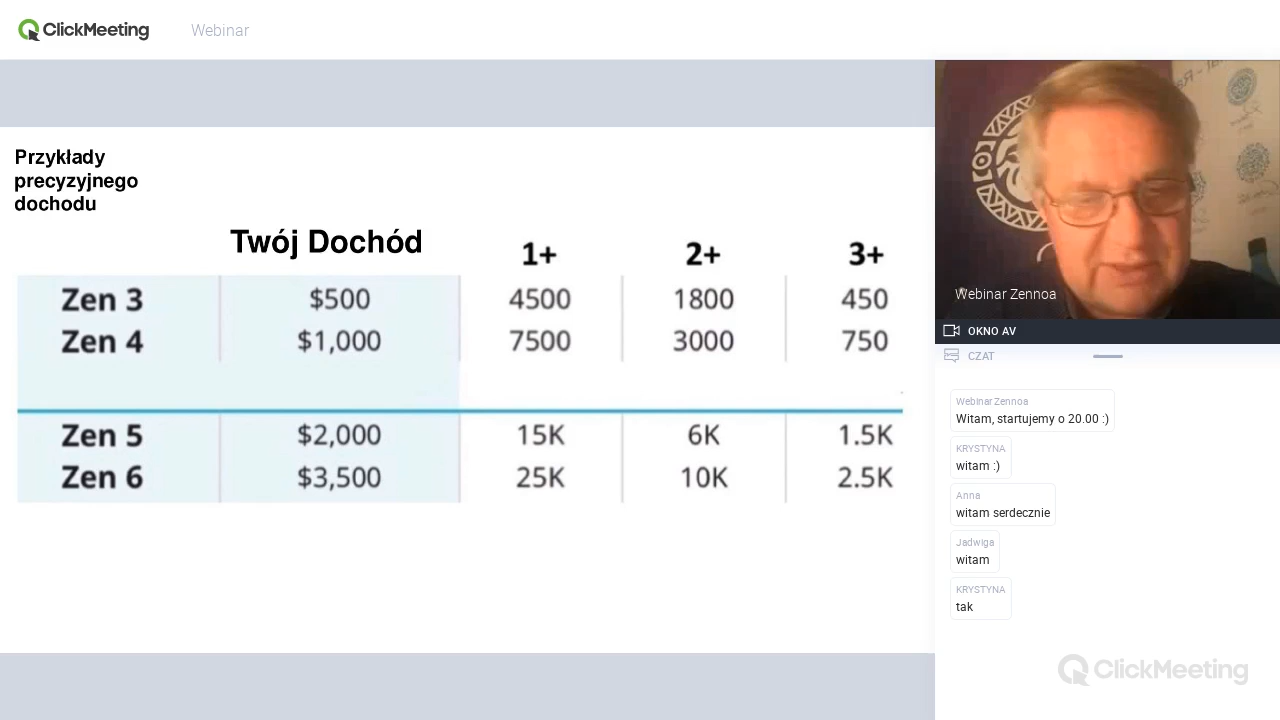 ClickMeeting Webinar
Przykłady
precyzyjnego
dochodu
Twój Dochód 1+ 2+ 3+
Zen 3 $500 4500 1800 450
Zen 4 $1,000 7500 3000 750
Zen 5 $2,000 15K 6K 1.5K
Zen 6 $3,500 25K 10K 2.5K
Webinar Zennoa
OKNO AV
CZAT
Webinar Zennoa
Witam, startujemy o 20.00 :)
KRYSTYNA
witam :)
Anna
witam serdecznie
Jadwiga
witam
KRYSTYNA
tak
ClickMeeting